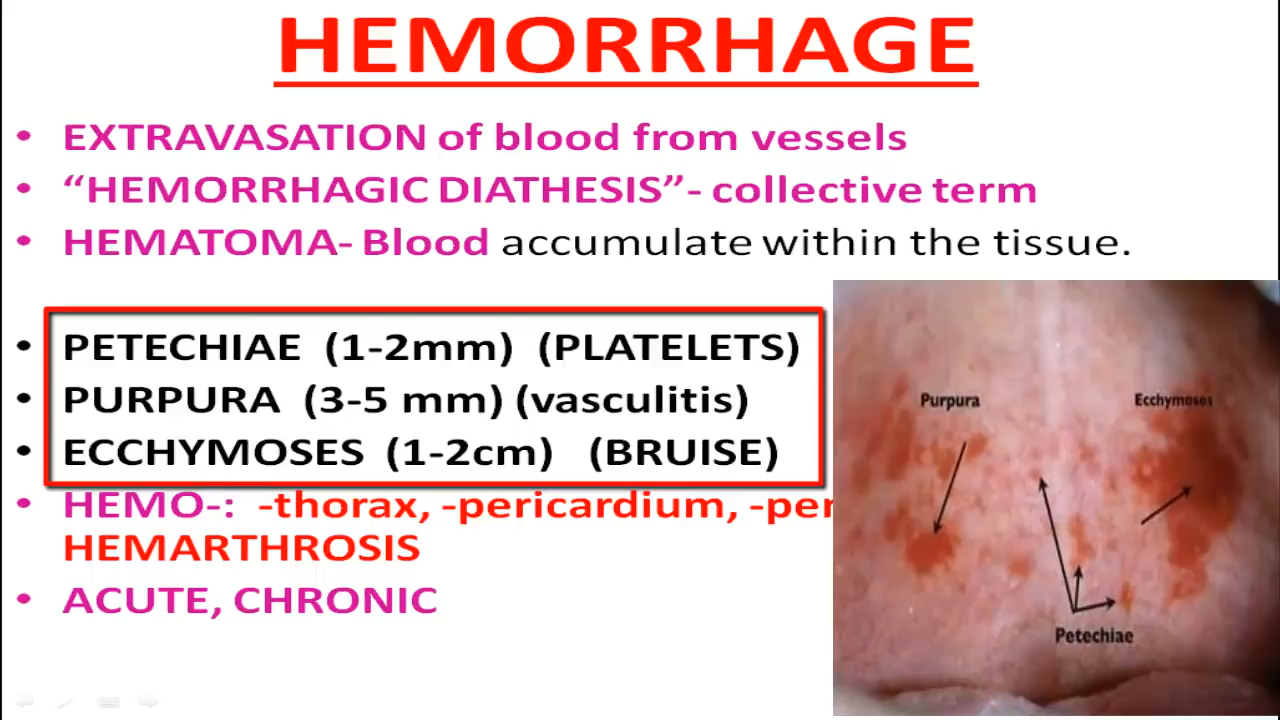 HEMORRHAGE
• EXTRAVASATION of blood from vessels
• “HEMORRHAGIC DIATHESIS”- collective term
• HEMATOMA- Blood accumulate within the tissue.
• PETECHIAE (1-2mm) (PLATELETS)
• PURPURA (3-5 mm) (vasculitis)
• ECCHYMOSES (1-2cm) (BRUISE)
• HEMO-: -thorax, -pericardium,
HEMARTHROSIS
• ACUTE, CHRONIC
Purpura
Ecchymoses
Petechiae